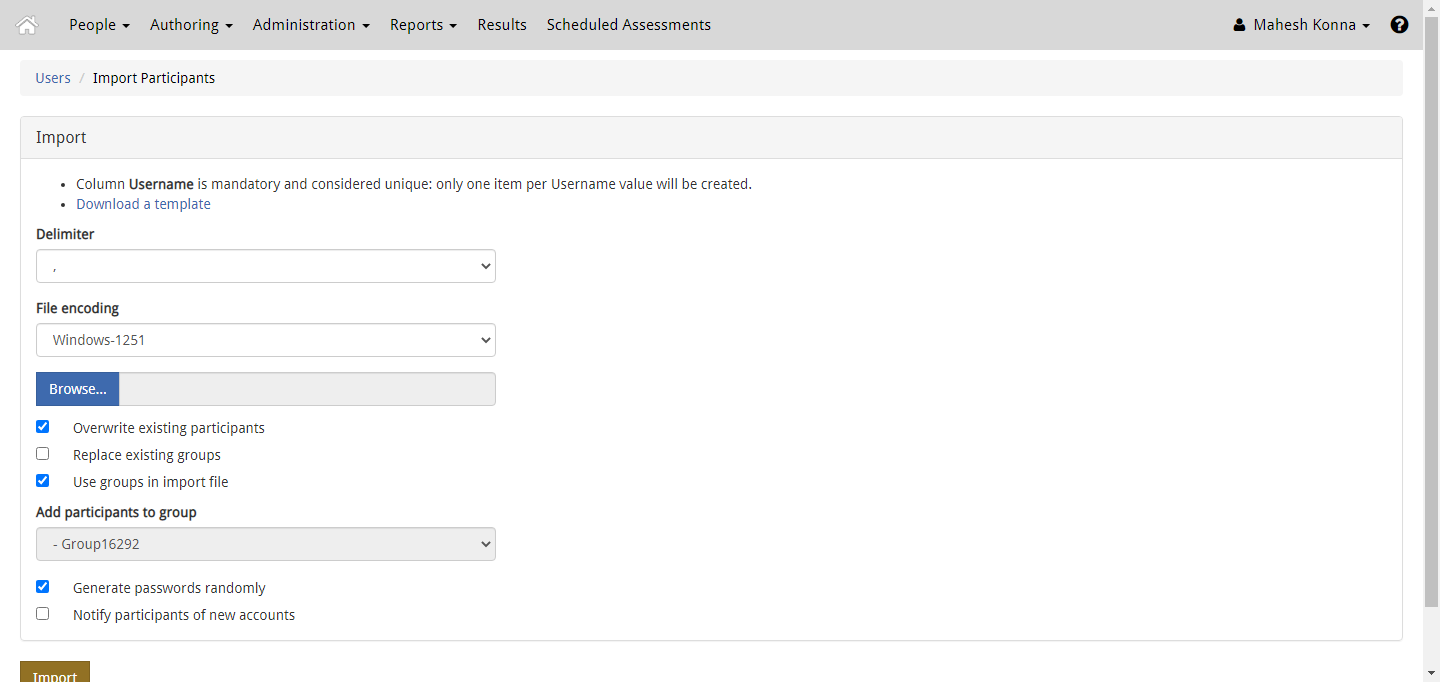 People Authoring Administration Reports Results Scheduled Assessments Mahesh Konna ?
Users / Import Participants
Import
• Column Username is mandatory and considered unique: only one item per Username value will be created.
• Download a template
Delimiter
,
File encoding
Windows-1251
Browse...
Overwrite existing participants
Replace existing groups
Use groups in import file
Add participants to group
- Group16292
Generate passwords randomly
Notify participants of new accounts
Import